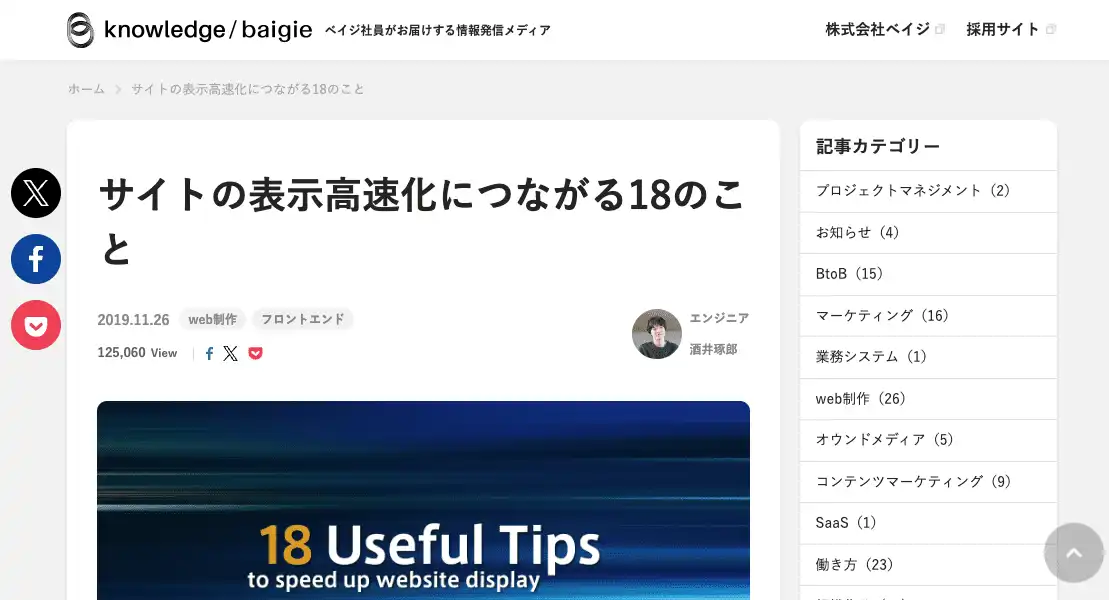 knowledge / baigie ベイジ社員がお届けする情報発信メディア
株式会社ベイジ 採用サイト
ホーム サイトの表示高速化につながる18のこと
サイトの表示高速化につながる18のこ
と
2019.11.26 web制作 フロントエンド
125,060 View
エンジニア
酒井琢郎
18 Useful Tips
to speed up website display
記事カテゴリー
プロジェクトマネジメント（2）
お知らせ（4）
BtoB（15）
マーケティング（16）
業務システム（1）
web制作（26）
オウンドメディア（5）
コンテンツマーケティング（9）
SaaS（1）
働き方（23）